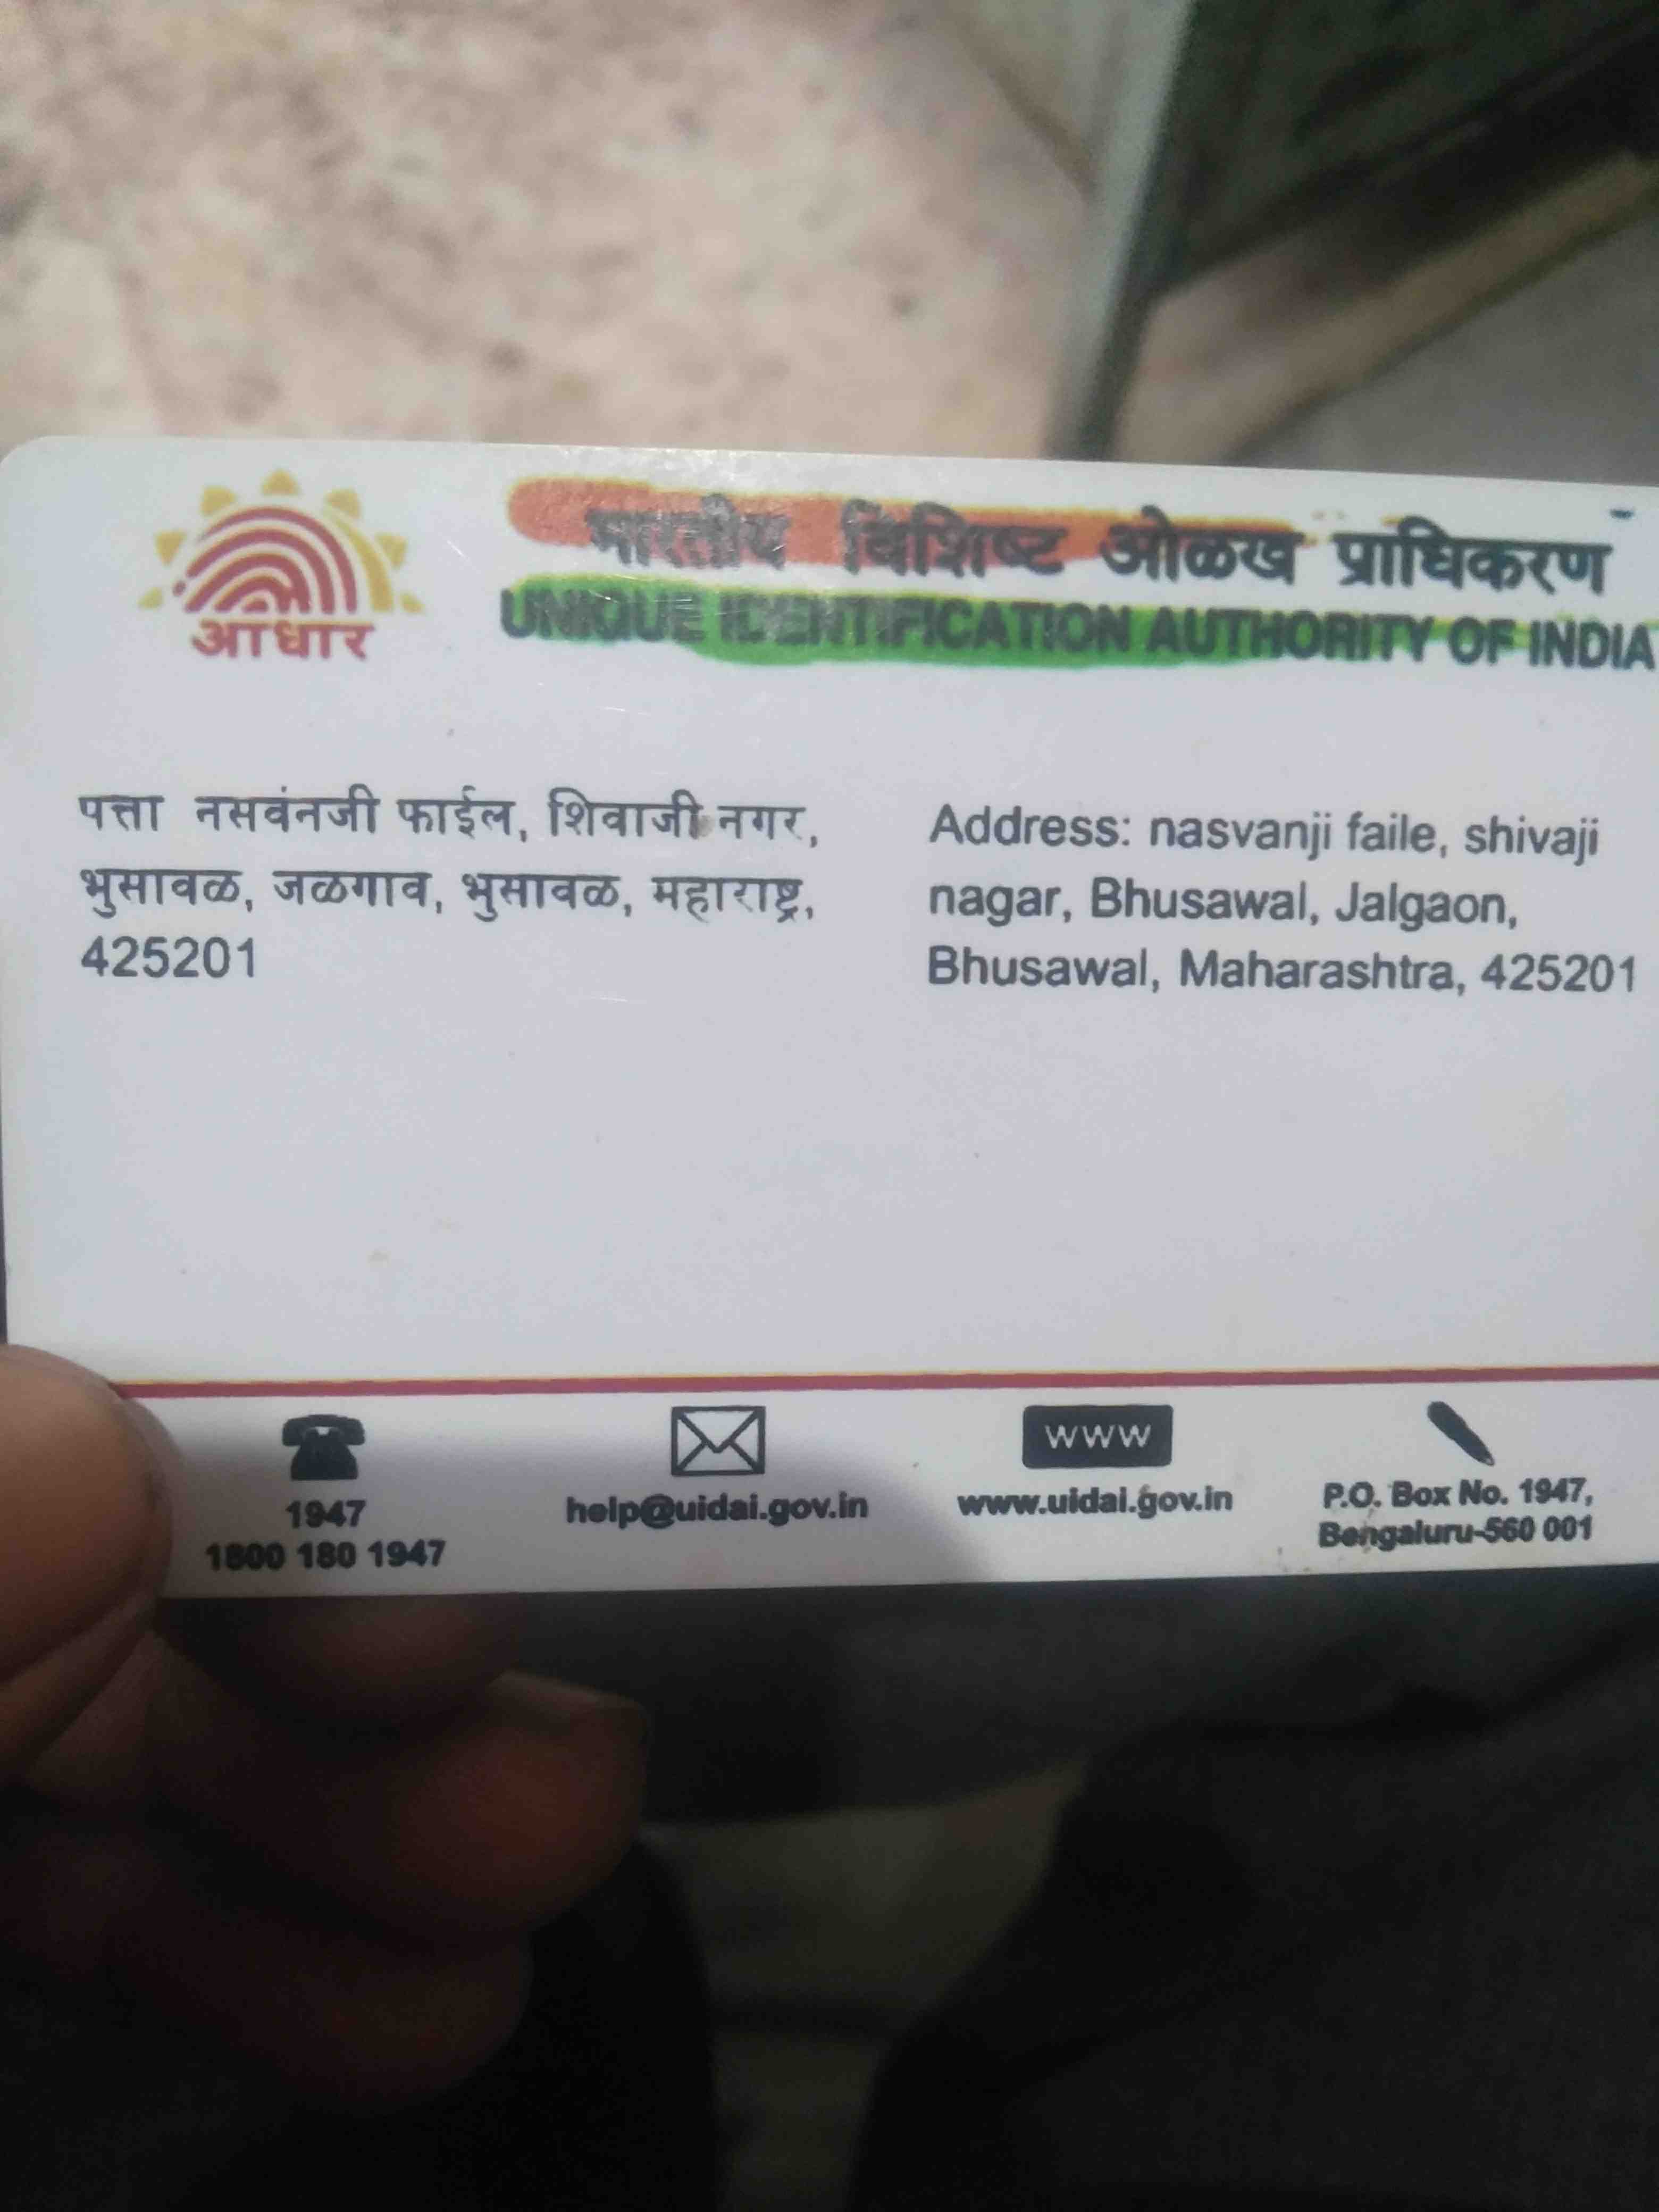 आधार
भारतीय विशिष्ट ओळख प्राधिकरण
UNIQUE IDENTIFICATION AUTHORITY OF INDIA
पत्ता नसवंनजी फाईल, शिवाजी नगर,
भुसावळ, जळगाव, भुसावळ, महाराष्ट्र,
425201
Address: nasvanji faile, shivaji
nagar, Bhusawal, Jalgaon,
Bhusawal, Maharashtra, 425201
1947
1800 180 1947
help@uidai.gov.in
WWW
www.uidai.gov.in
P.O. Box No. 1947,
Bengaluru-560 001